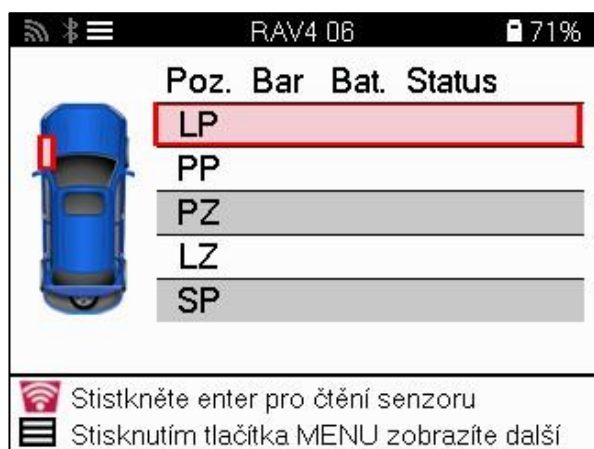 RAV4 06 71%
Poz. Bar Bat. Status
LP
PP
PZ
LZ
SP
Stistkněte enter pro čtění senzoru
Stisknutím tlačítka MENU zobrazíte další